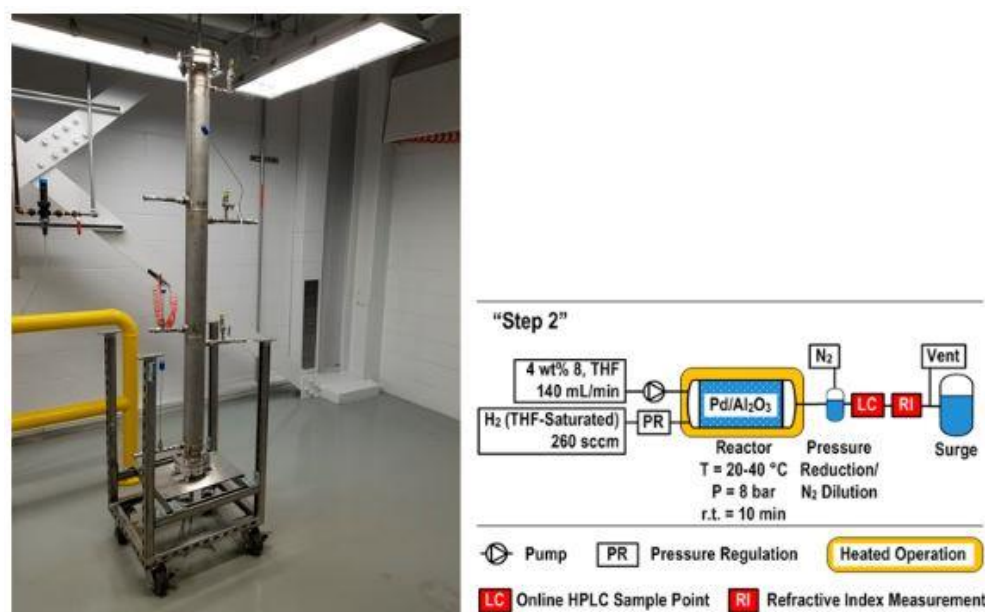 “Step 2”
4 wt% 8, THF
140 mL/min
H₂ (THF-Saturated)
260 sccm
PR
Pd/Al₂O₃
N₂
LC
RI
Vent
Reactor
T = 20-40 °C
P = 8 bar
r.t. = 10 min
Pressure
Reduction/
N₂ Dilution
Surge
Pump
PR Pressure Regulation
Heated Operation
LC Online HPLC Sample Point
RI Refractive Index Measurement